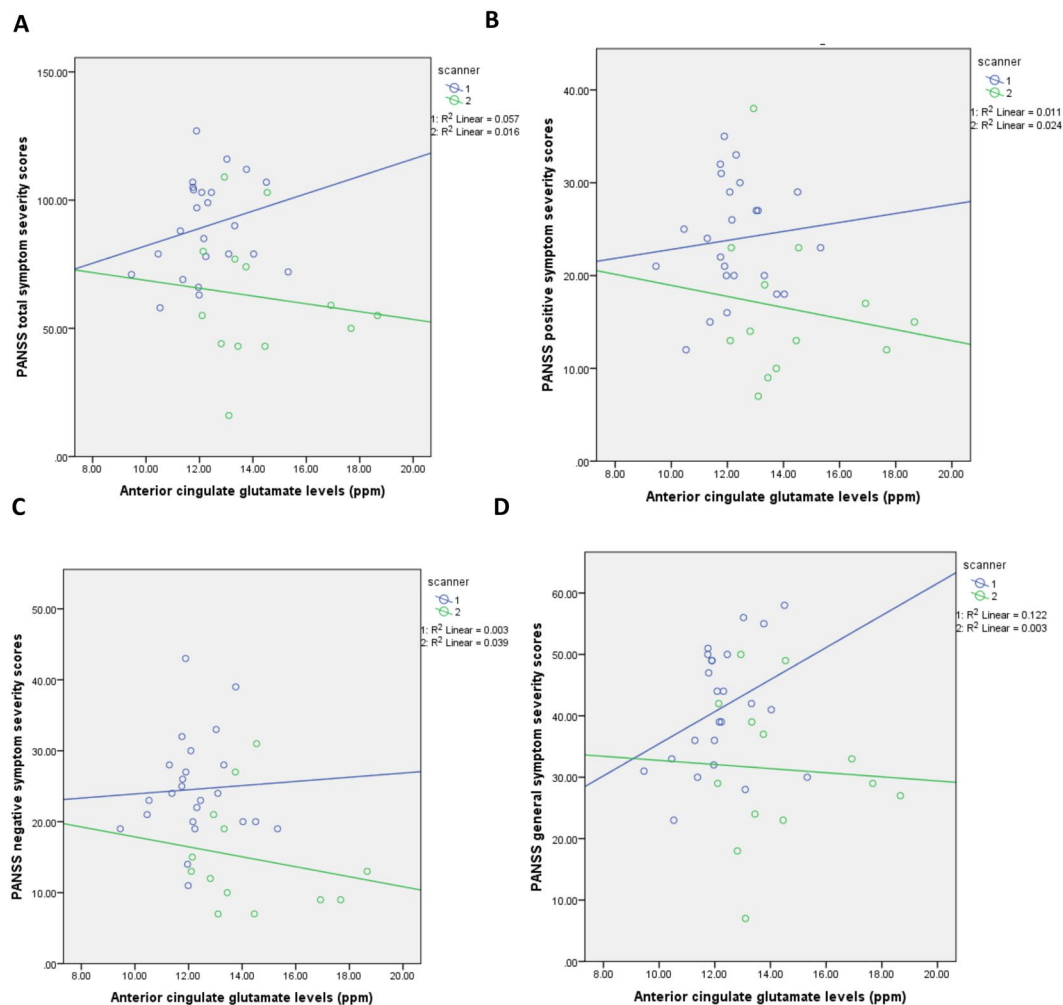 A
PANSS total symptom severity scores
150.00
100.00
50.00
.00
8.00 10.00 12.00 14.00 16.00 18.00 20.00
Anterior cingulate glutamate levels (ppm)
scanner
1
2
1: R² Linear = 0.057
2: R² Linear = 0.016
B
PANSS positive symptom severity scores
40.00
30.00
20.00
10.00
.00
8.00 10.00 12.00 14.00 16.00 18.00 20.00
Anterior cingulate glutamate levels (ppm)
scanner
1
2
1: R² Linear = 0.011
2: R² Linear = 0.024
C
PANSS negative symptom severity scores
50.00
40.00
30.00
20.00
10.00
.00
8.00 10.00 12.00 14.00 16.00 18.00 20.00
Anterior cingulate glutamate levels (ppm)
scanner
1
2
1: R² Linear = 0.003
2: R² Linear = 0.039
D
PANSS general symptom severity scores
60.00
50.00
40.00
30.00
20.00
10.00
.00
8.00 10.00 12.00 14.00 16.00 18.00 20.00
Anterior cingulate glutamate levels (ppm)
scanner
1
2
1: R² Linear = 0.122
2: R² Linear = 0.003